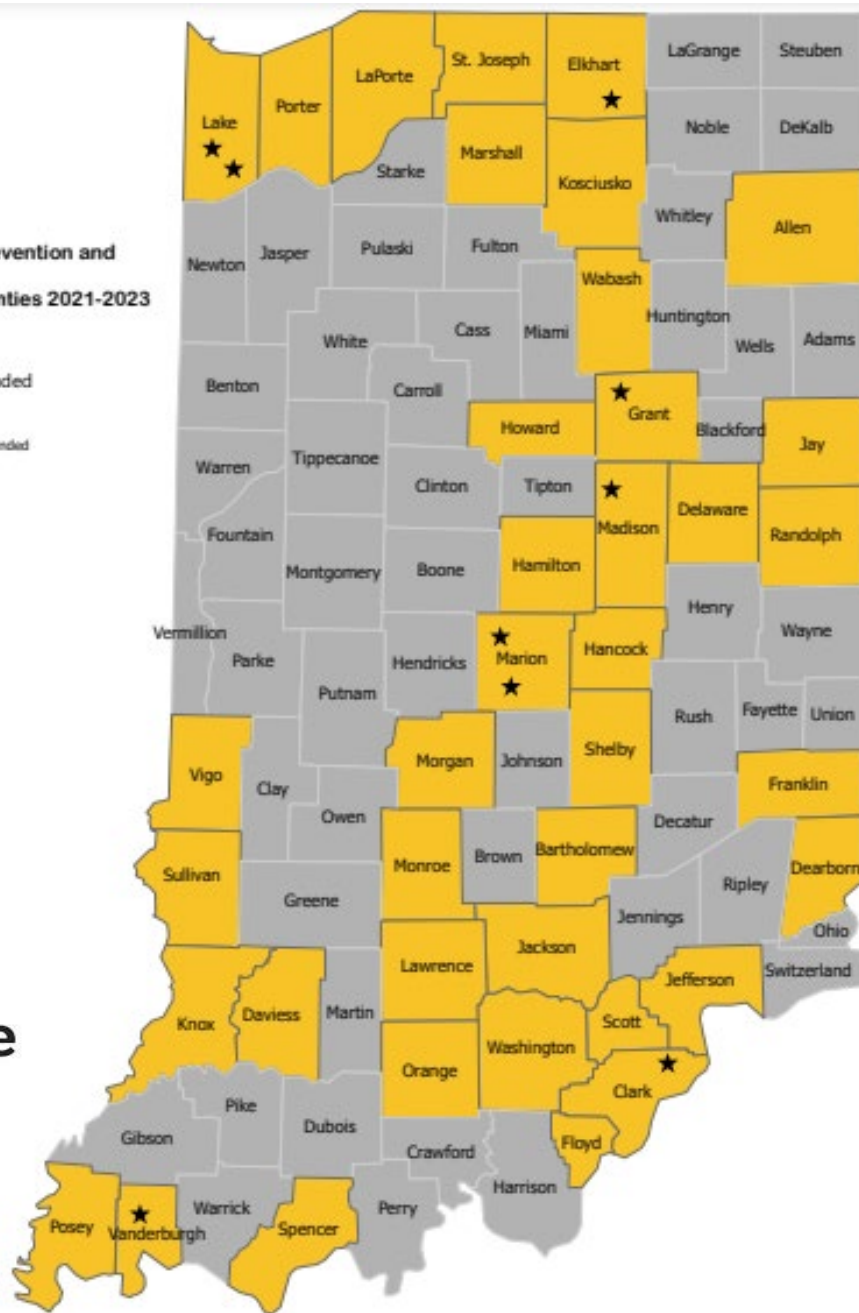 LaGrange
Steuben
St. Joseph
Elkhart
LaPorte
Porter
Lake
Noble
DeKalb
Marshall
Starke
Kosciusko
Whitley
Allen
evention and
Newton
Jasper
Pulaski
Fulton
Wabash
nties 2021-2023
Huntington
White
Cass
Miami
Wells
Adams
ded
Benton
Carroll
Grant
nded
Howard
Blackford
Jay
Warren
Tippecanoe
Clinton
Tipton
Delaware
Madison
Randolph
Fountain
Montgomery
Boone
Hamilton
Henry
Vermillion
Wayne
Parke
Hendricks
Marion
Hancock
Putnam
Rush
Fayette
Union
Vigo
Clay
Morgan
Johnson
Shelby
Franklin
Owen
Decatur
Sullivan
Monroe
Brown
Bartholomew
Dearborn
Ripley
Greene
Jennings
Ohio
Jackson
Lawrence
Jefferson
Switzerland
Knox
Daviess
Martin
Scott
e
Washington
Orange
Clark
Pike
Dubois
Gibson
Crawford
Floyd
Harrison
Posey
Vanderburgh
Warrick
Spencer
Perry